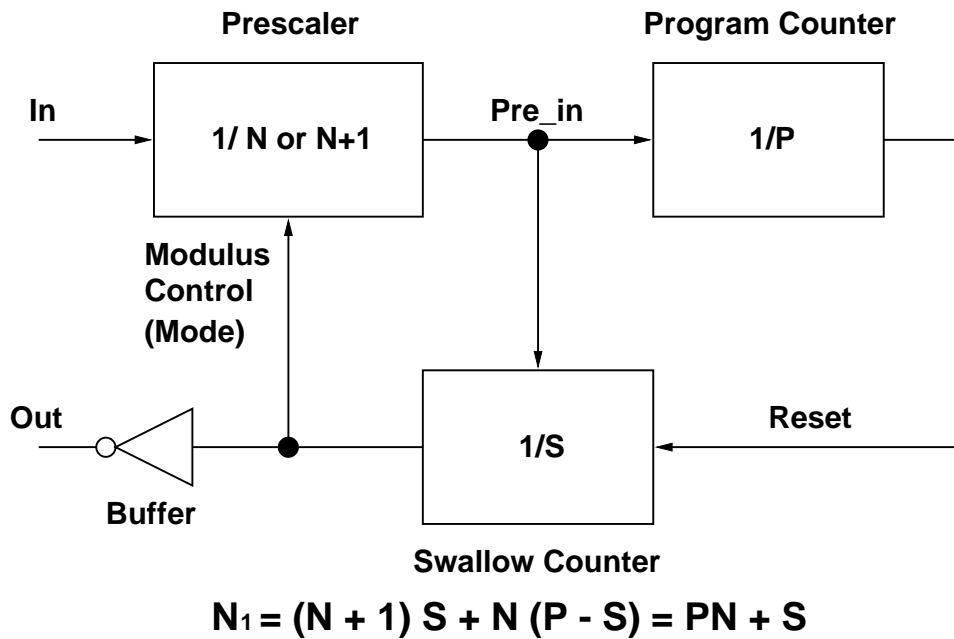 Prescaler
Program Counter
In
1/ N or N+1
Pre_in
1/P
Modulus
Control
(Mode)
Out
1/S
Reset
Buffer
Swallow Counter
N₁ = (N + 1) S + N (P - S) = PN + S